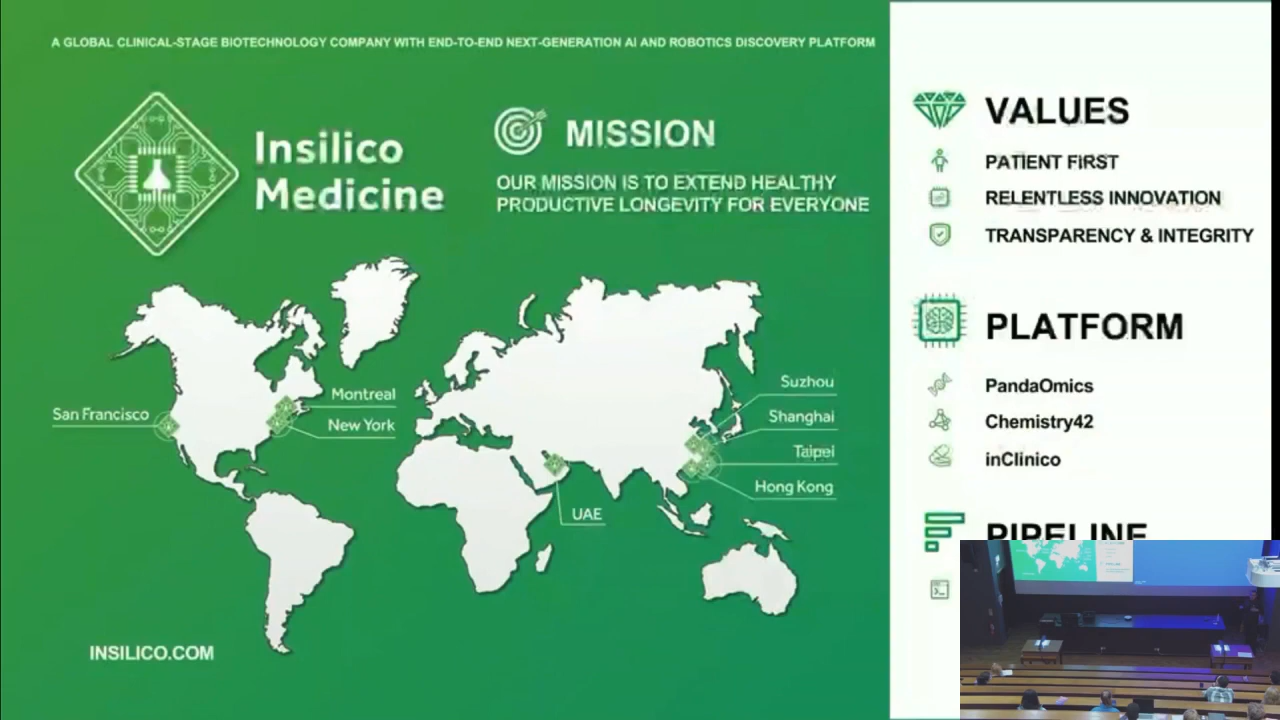 A GLOBAL CLINICAL-STAGE BIOTECHNOLOGY COMPANY WITH END-TO-END NEXT-GENERATION AI AND ROBOTICS DISCOVERY PLATFORM
Insilico
Medicine
MISSION
OUR MISSION IS TO EXTEND HEALTHY
PRODUCTIVE LONGEVITY FOR EVERYONE
San Francisco
Montreal
New York
UAE
Suzhou
Shanghai
Taipei
Hong Kong
INSILICO.COM
VALUES
PATIENT FIRST
RELENTLESS INNOVATION
TRANSPARENCY & INTEGRITY
PLATFORM
PandaOmics
Chemistry42
inClinico
PIPELINE